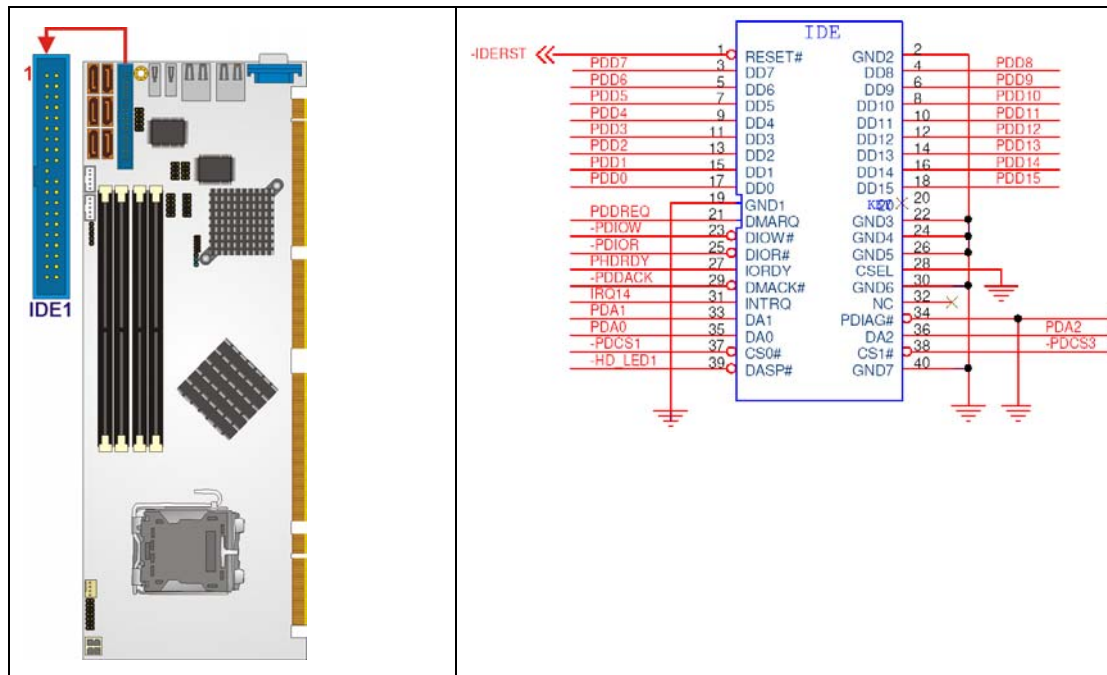 1
IDE1
IDE
-IDERST 1 RESET# GND2 2
PDD7 3 DD7 DD8 4 PDD8
PDD6 5 DD6 DD9 6 PDD9
PDD5 7 DD5 DD10 8 PDD10
PDD4 9 DD4 DD11 10 PDD11
PDD3 11 DD3 DD12 12 PDD12
PDD2 13 DD2 DD13 14 PDD13
PDD1 15 DD1 DD14 16 PDD14
PDD0 17 DD0 DD15 18 PDD15
19 GND1 20
PDDREQ 21 DMARQ GND3 22
-PDIOW 23 DIOW# GND4 24
-PDIOR 25 DIOR# GND5 26
PHDRDY 27 IORDY CSEL 28
-PDDACK 29 DMACK# GND6 30
IRQ14 31 INTRQ NC 32
PDA1 33 DA1 PDIAG# 34
PDA0 35 DA0 DA2 36 PDA2
-PDCS1 37 CS0# CS1# 38 -PDCS3
-HD_LED1 39 DASP# GND7 40